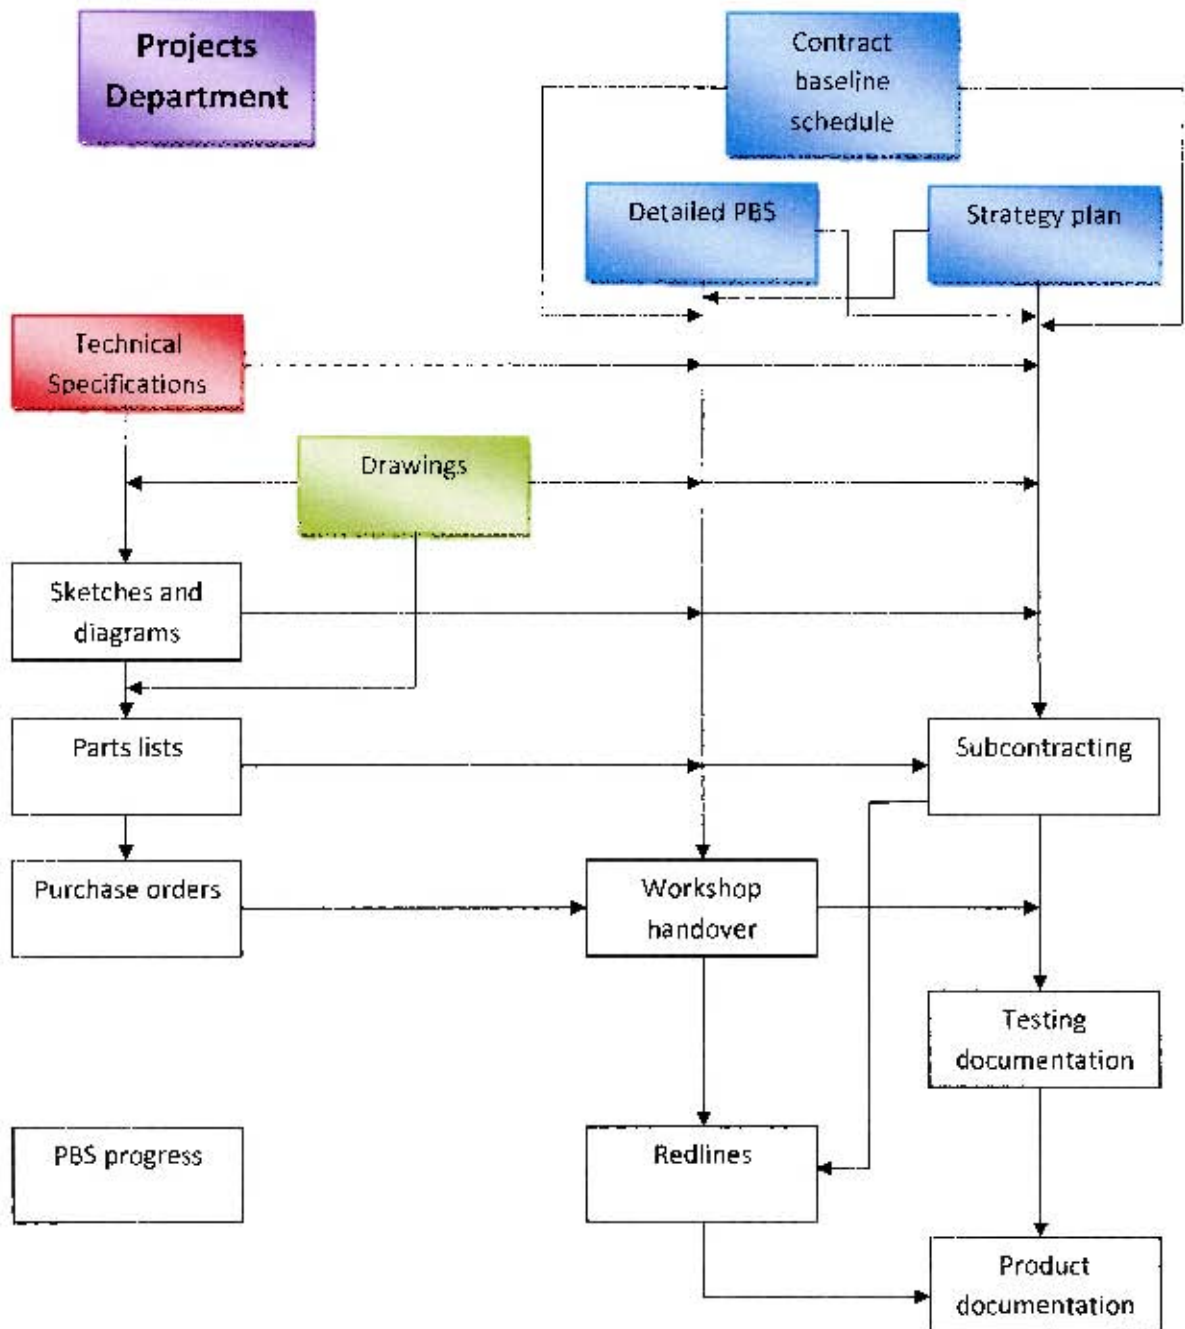 Projects
Department
Contract
baseline
schedule
Detailed PBS
Strategy plan
Technical
Specifications
Drawings
Sketches and
diagrams
Parts lists
Subcontracting
Purchase orders
Workshop
handover
Testing
documentation
PBS progress
Redlines
Product
documentation